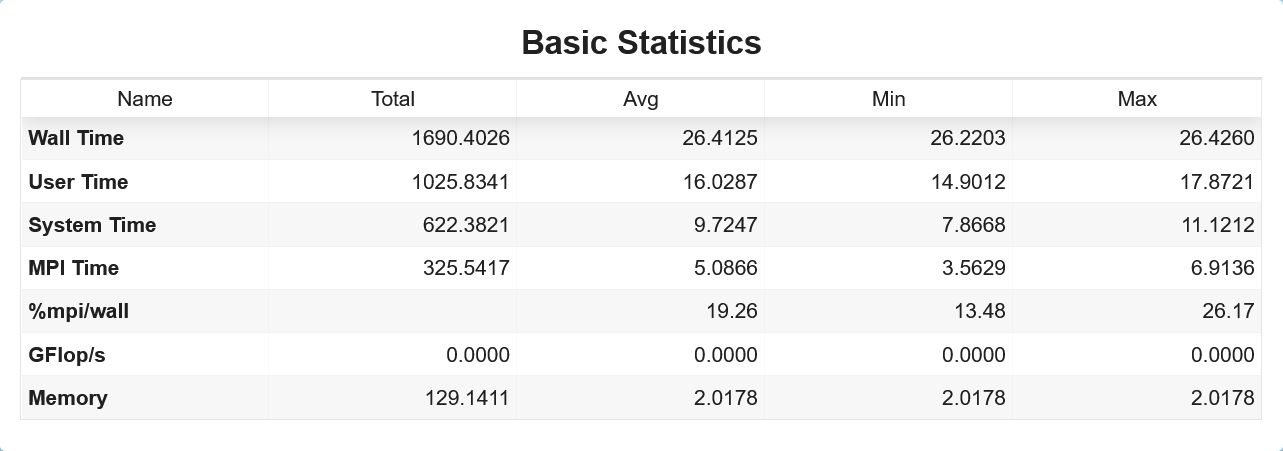 Basic Statistics
Name Total Avg Min Max
Wall Time 1690.4026 26.4125 26.2203 26.4260
User Time 1025.8341 16.0287 14.9012 17.8721
System Time 622.3821 9.7247 7.8668 11.1212
MPI Time 325.5417 5.0866 3.5629 6.9136
%mpi/wall 19.26 13.48 26.17
GFlop/s 0.0000 0.0000 0.0000 0.0000
Memory 129.1411 2.0178 2.0178 2.0178